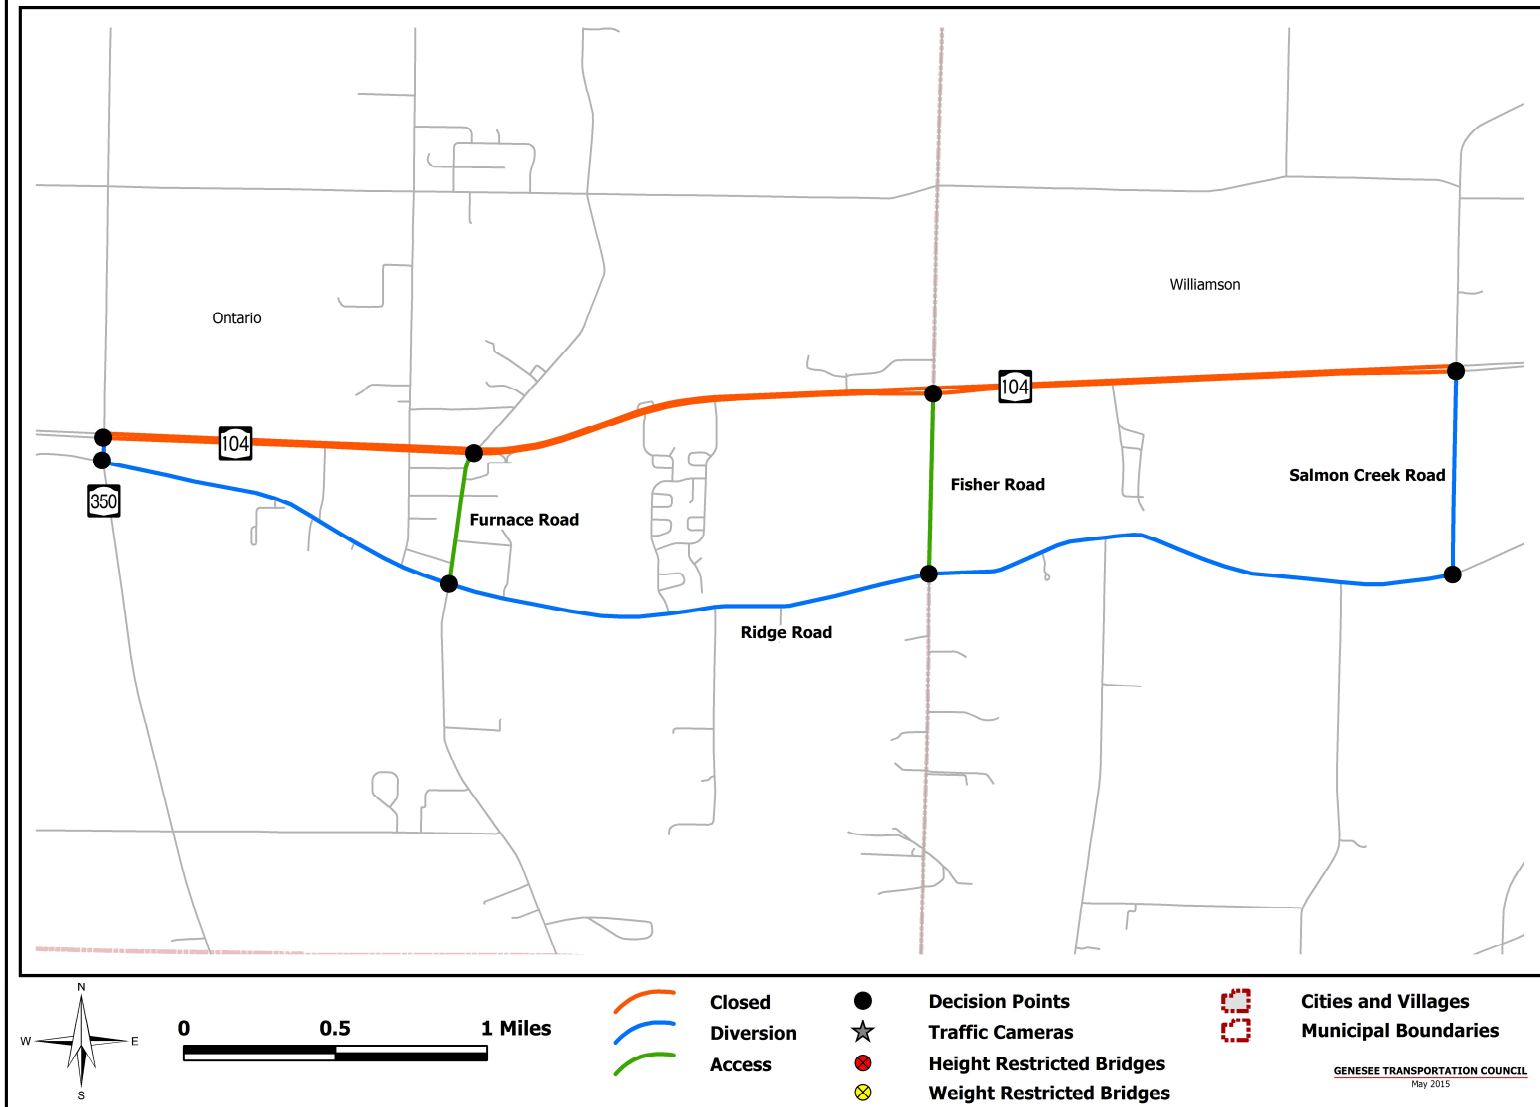 Williamson
Ontario
104
104
350
Salmon Creek Road
Fisher Road
Furnace Road
Ridge Road
N
W
E
S
0 0.5 1 Miles
Closed
Diversion
Access
Decision Points
Traffic Cameras
Height Restricted Bridges
Weight Restricted Bridges
Cities and Villages
Municipal Boundaries
GENESEE TRANSPORTATION COUNCIL
May 2015